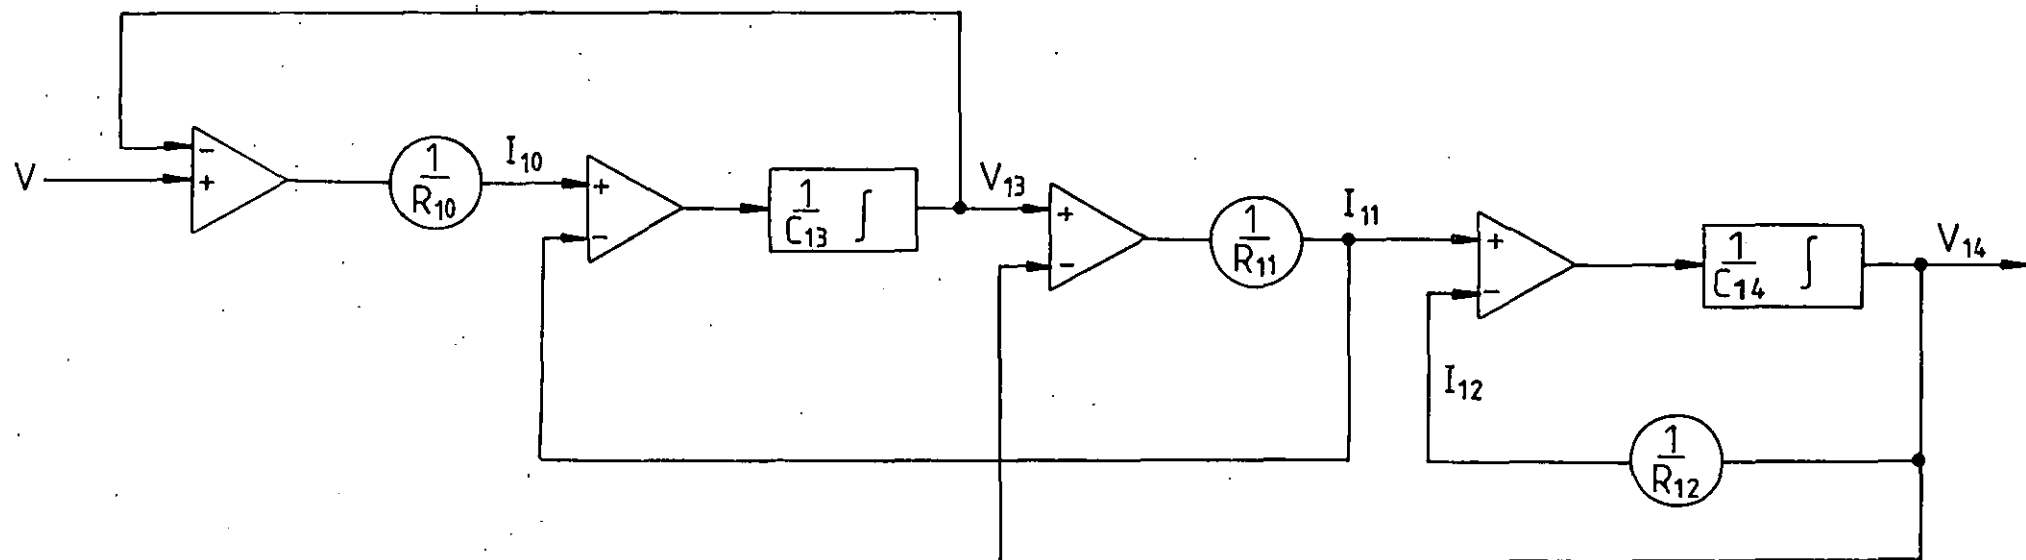 V
-
+
1
R10
I10
+
-
1
C13 ∫
V13
+
-
1
R11
I11
+
-
1
C14 ∫
V14
I12
1
R12